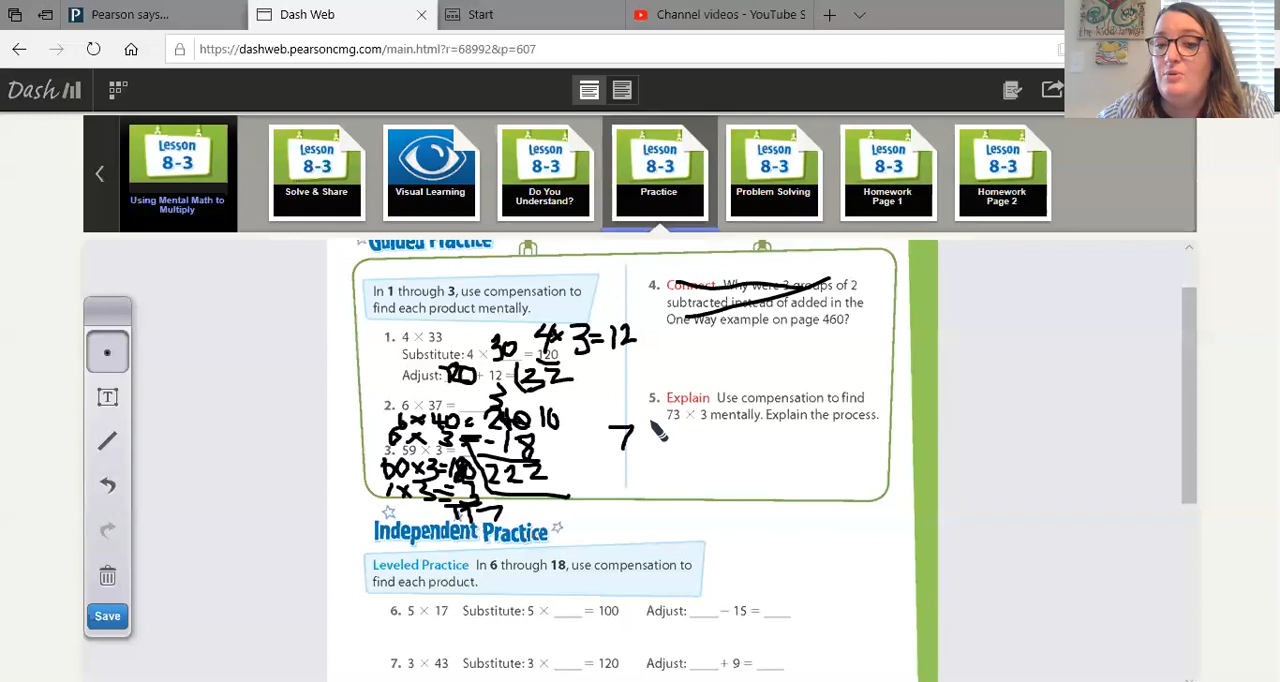 Pearson says...
Dash Web
Start
Channel videos - YouTube S
https://dashweb.pearsoncmg.com/main.html?r=68992&p=607
Dash
Lesson
8-3
Using Mental Math to
Multiply
Lesson
8-3
Solve & Share
Visual Learning
Lesson
8-3
Do You
Understand?
Lesson
8-3
Practice
Lesson
8-3
Problem Solving
Lesson
8-3
Homework
Page 1
Lesson
8-3
Homework
Page 2
T
Save
Guided Practice
In 1 through 3, use compensation to
find each product mentally.
1. 4 × 33
4 × 3 = 12
Substitute: 4 × 30 = 120
Adjust: + 12 = 132
2. 6 × 37 =
6 × 40 = 240
6 × 3 = -18
3. 59 × 3 =
222
60 × 3 = 180
1 × 3 = 3
177
4. Connect Why were 3 groups of 2
subtracted instead of added in the
One Way example on page 460?
5. Explain Use compensation to find
73 × 3 mentally. Explain the process.
7
Independent Practice
Leveled Practice In 6 through 18, use compensation to
find each product.
6. 5 × 17 Substitute: 5 × ____ = 100 Adjust: ____ − 15 = ____
7. 3 × 43 Substitute: 3 × ____ = 120 Adjust: ____ + 9 = ____